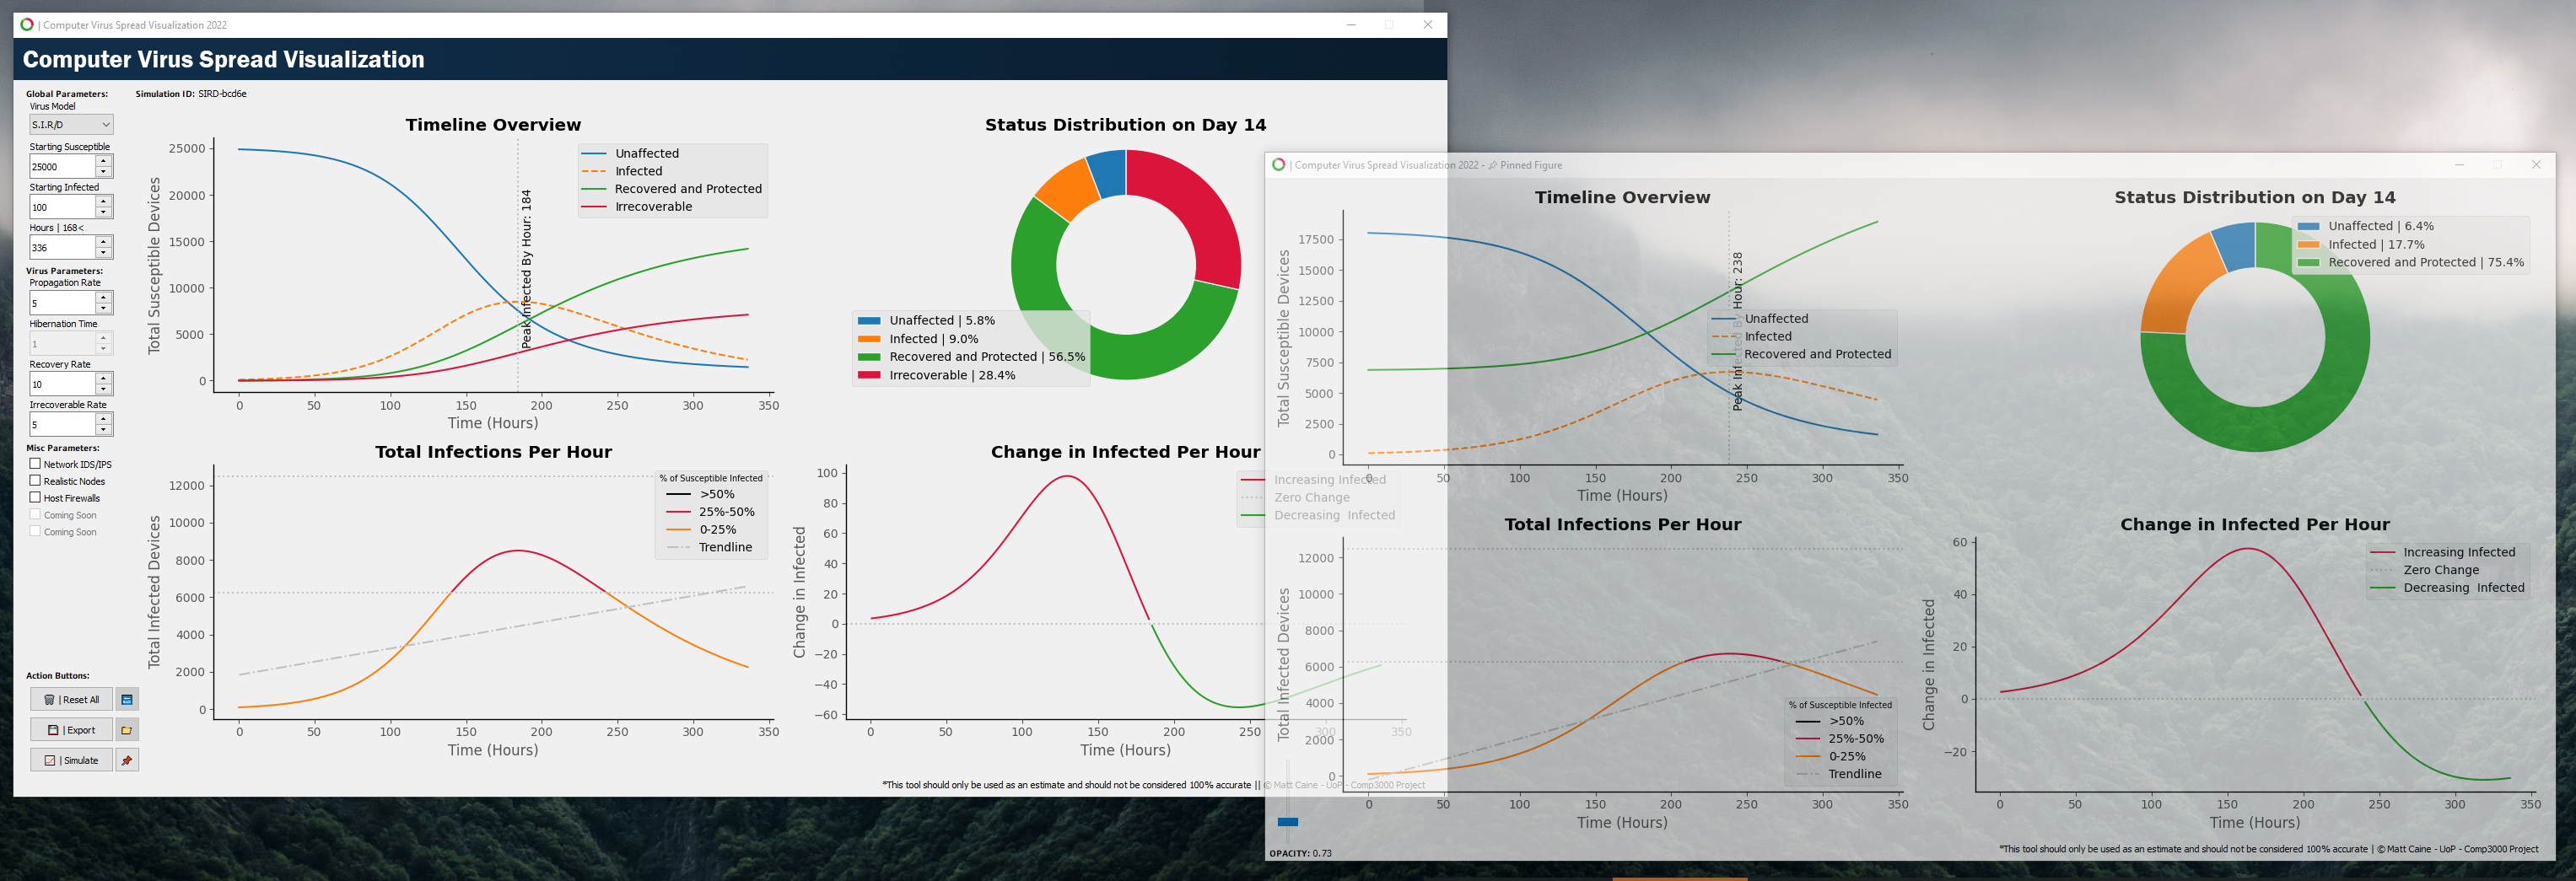 | Computer Virus Spread Visualization 2022
Computer Virus Spread Visualization
Global Parameters:
Virus Model
S.I.R/D
Starting Susceptible
25000
Starting Infected
100
Hours | 168<
336
Virus Parameters:
Propagation Rate
5
Hibernation Time
1
Recovery Rate
10
Irrecoverable Rate
5
Misc Parameters:
Network IDS/IPS
Realistic Nodes
Host Firewalls
Coming Soon
Coming Soon
Action Buttons:
| Reset All
| Export
| Simulate
Simulation ID: SIRD-bcd6e
Timeline Overview
Total Susceptible Devices
25000
20000
15000
10000
5000
0
Peak Infected By Hour: 184
Unaffected
Infected
Recovered and Protected
Irrecoverable
0 50 100 150 200 250 300 350
Time (Hours)
Status Distribution on Day 14
Unaffected | 5.8%
Infected | 9.0%
Recovered and Protected | 56.5%
Irrecoverable | 28.4%
Total Infections Per Hour
Total Infected Devices
12000
10000
8000
6000
4000
2000
0
% of Susceptible Infected
>50%
25%-50%
0-25%
Trendline
0 50 100 150 200 250 300 350
Time (Hours)
Change in Infected Per Hour
Change in Infected
100
80
60
40
20
0
−20
−40
−60
Increasing Infected
Zero Change
Decreasing  Infected
0 50 100 150 200 250 300 350
Time (Hours)
*This tool should only be used as an estimate and should not be considered 100% accurate || © Matt Caine - UoP - Comp3000 Project
| Computer Virus Spread Visualization 2022 - Pinned Figure
Timeline Overview
Total Susceptible Devices
17500
15000
12500
10000
7500
5000
2500
0
Peak Infected By Hour: 238
Unaffected
Infected
Recovered and Protected
0 50 100 150 200 250 300 350
Time (Hours)
Status Distribution on Day 14
Unaffected | 6.4%
Infected | 17.7%
Recovered and Protected | 75.4%
Total Infections Per Hour
Total Infected Devices
12000
10000
8000
6000
4000
2000
0
% of Susceptible Infected
>50%
25%-50%
0-25%
Trendline
0 50 100 150 200 250 300 350
Time (Hours)
Change in Infected Per Hour
Change in Infected
60
40
20
0
−20
Increasing Infected
Zero Change
Decreasing  Infected
0 50 100 150 200 250 300 350
Time (Hours)
OPACITY: 0.73
*This tool should only be used as an estimate and should not be considered 100% accurate | © Matt Caine - UoP - Comp3000 Project